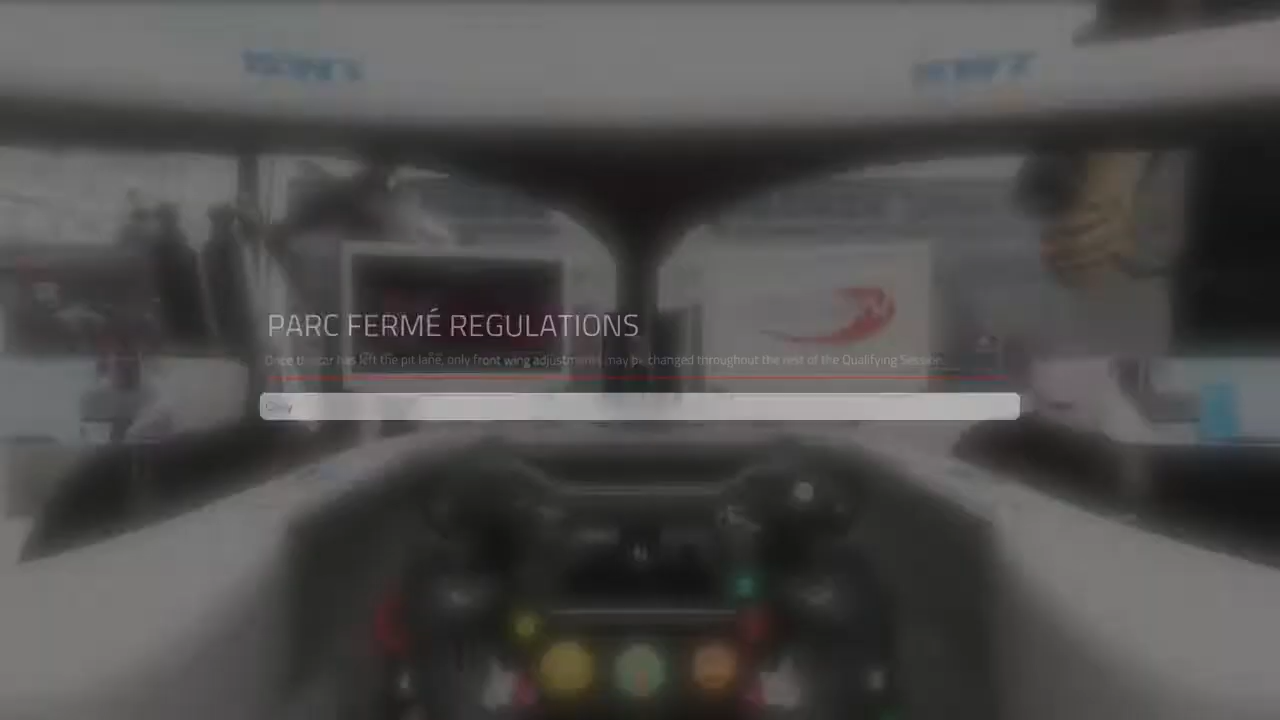 PARC FERMÉ REGULATIONS
Once the car has left the pit lane, only front wing adjustments may be changed throughout the rest of the Qualifying Session.
Okay